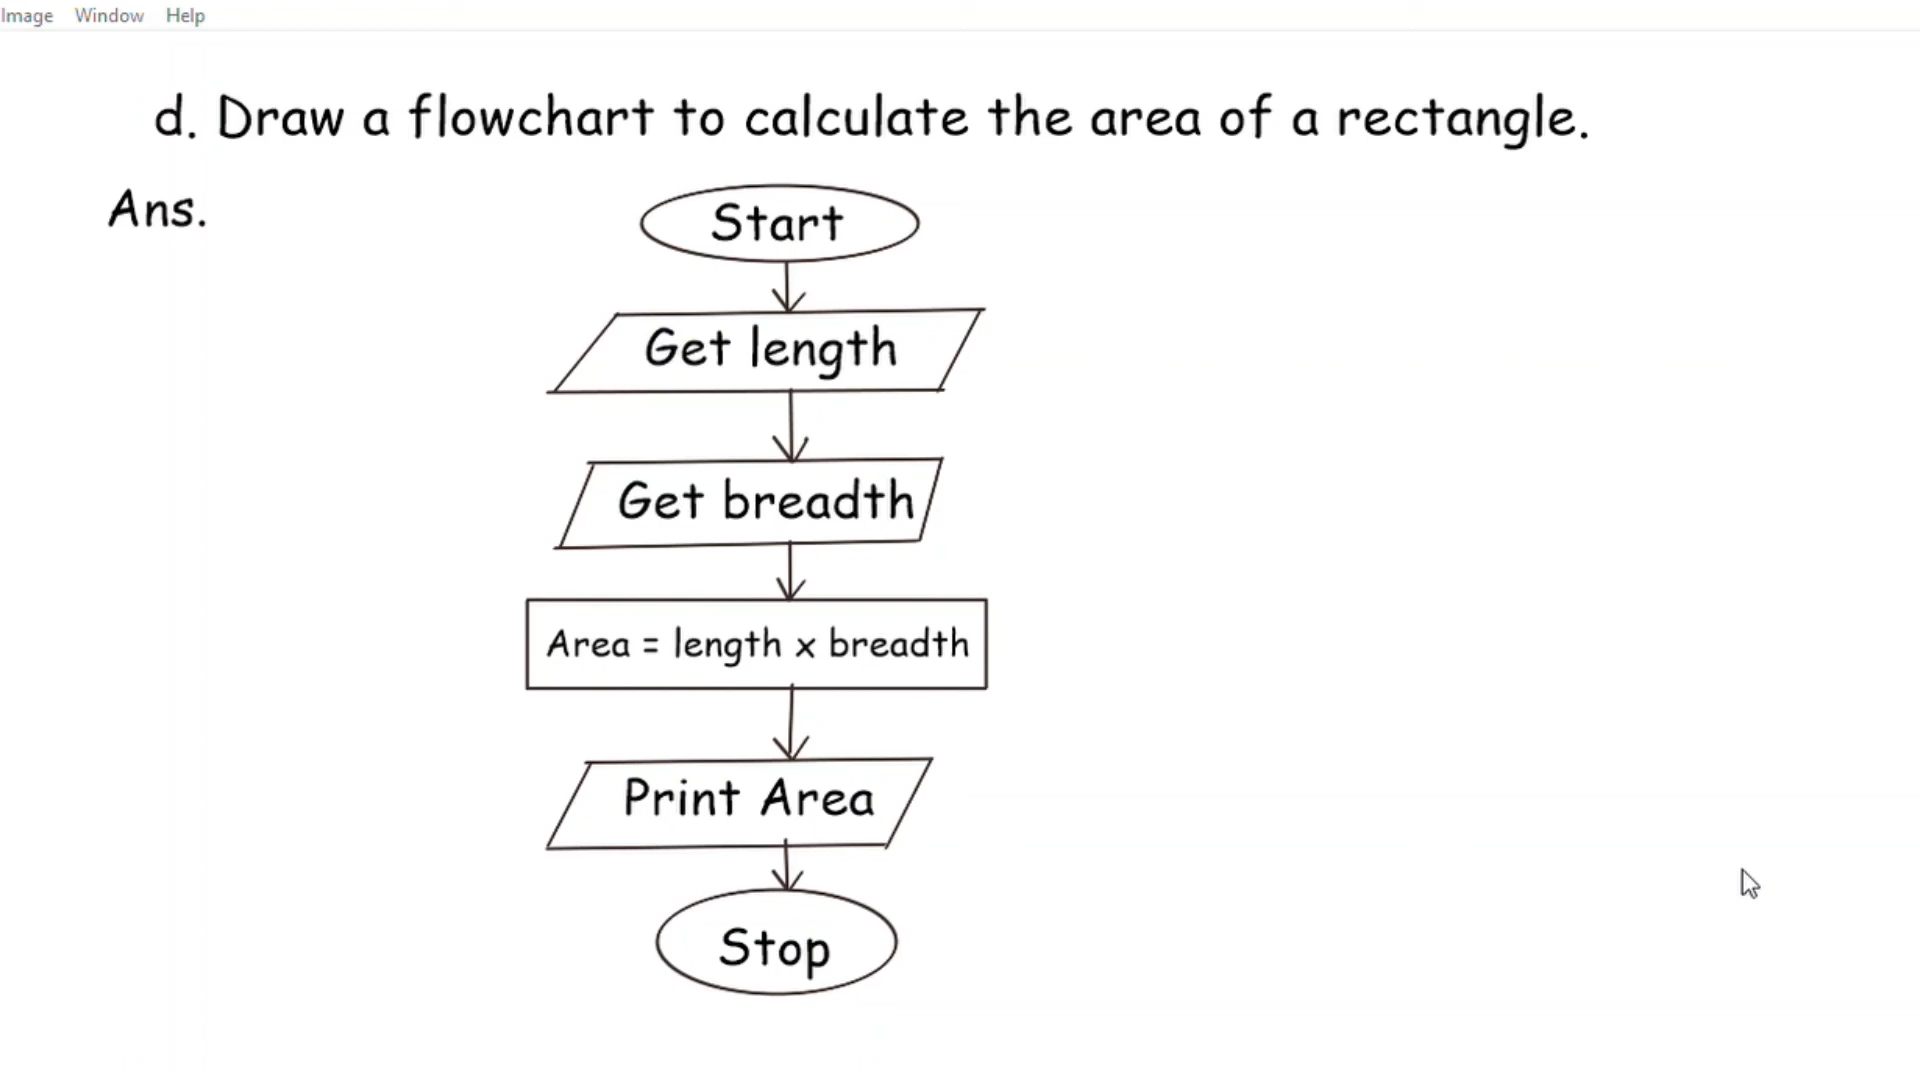 Image Window Help
d. Draw a flowchart to calculate the area of a rectangle.
Ans.
Start
Get length
Get breadth
Area = length x breadth
Print Area
Stop